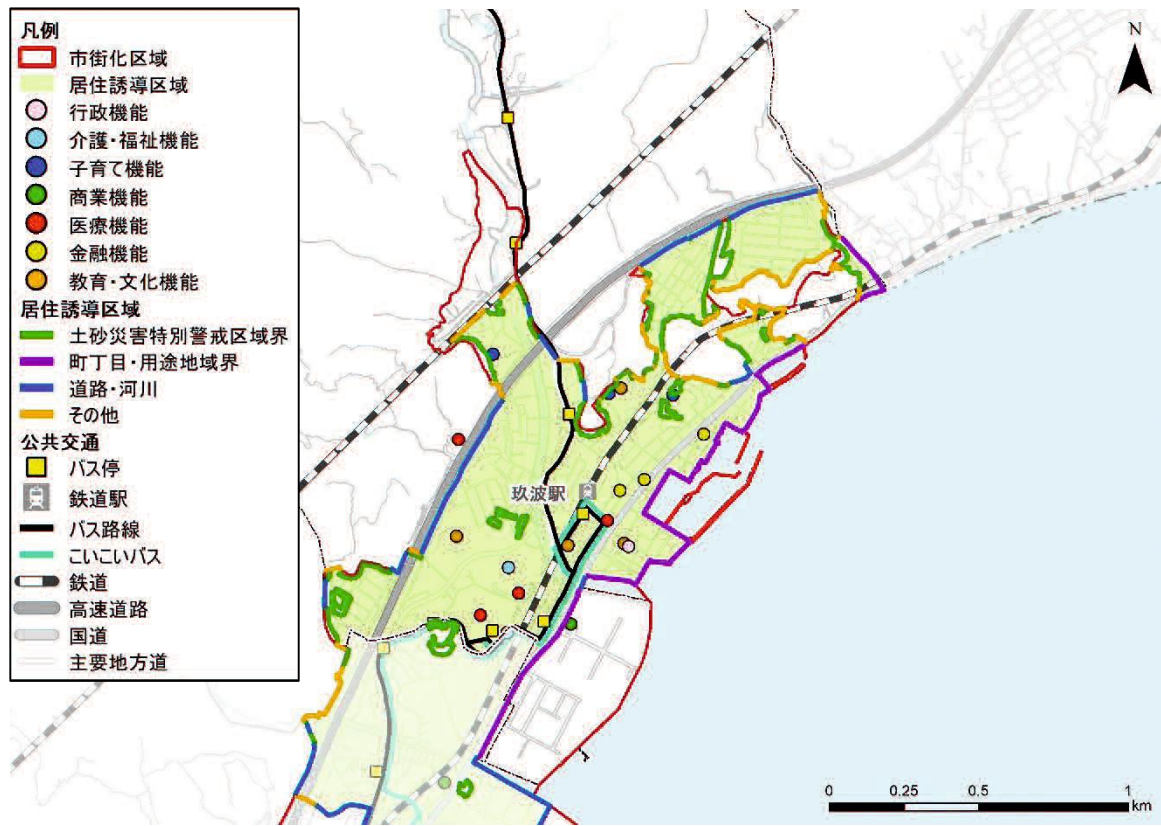 凡例
市街化区域
居住誘導区域
行政機能
介護・福祉機能
子育て機能
商業機能
医療機能
金融機能
教育・文化機能
居住誘導区域
土砂災害特別警戒区域界
町丁目・用途地域界
道路・河川
その他
公共交通
バス停
鉄道駅
バス路線
こいこいバス
鉄道
高速道路
国道
主要地方道
N
玖波駅
0 0.25 0.5 1
km